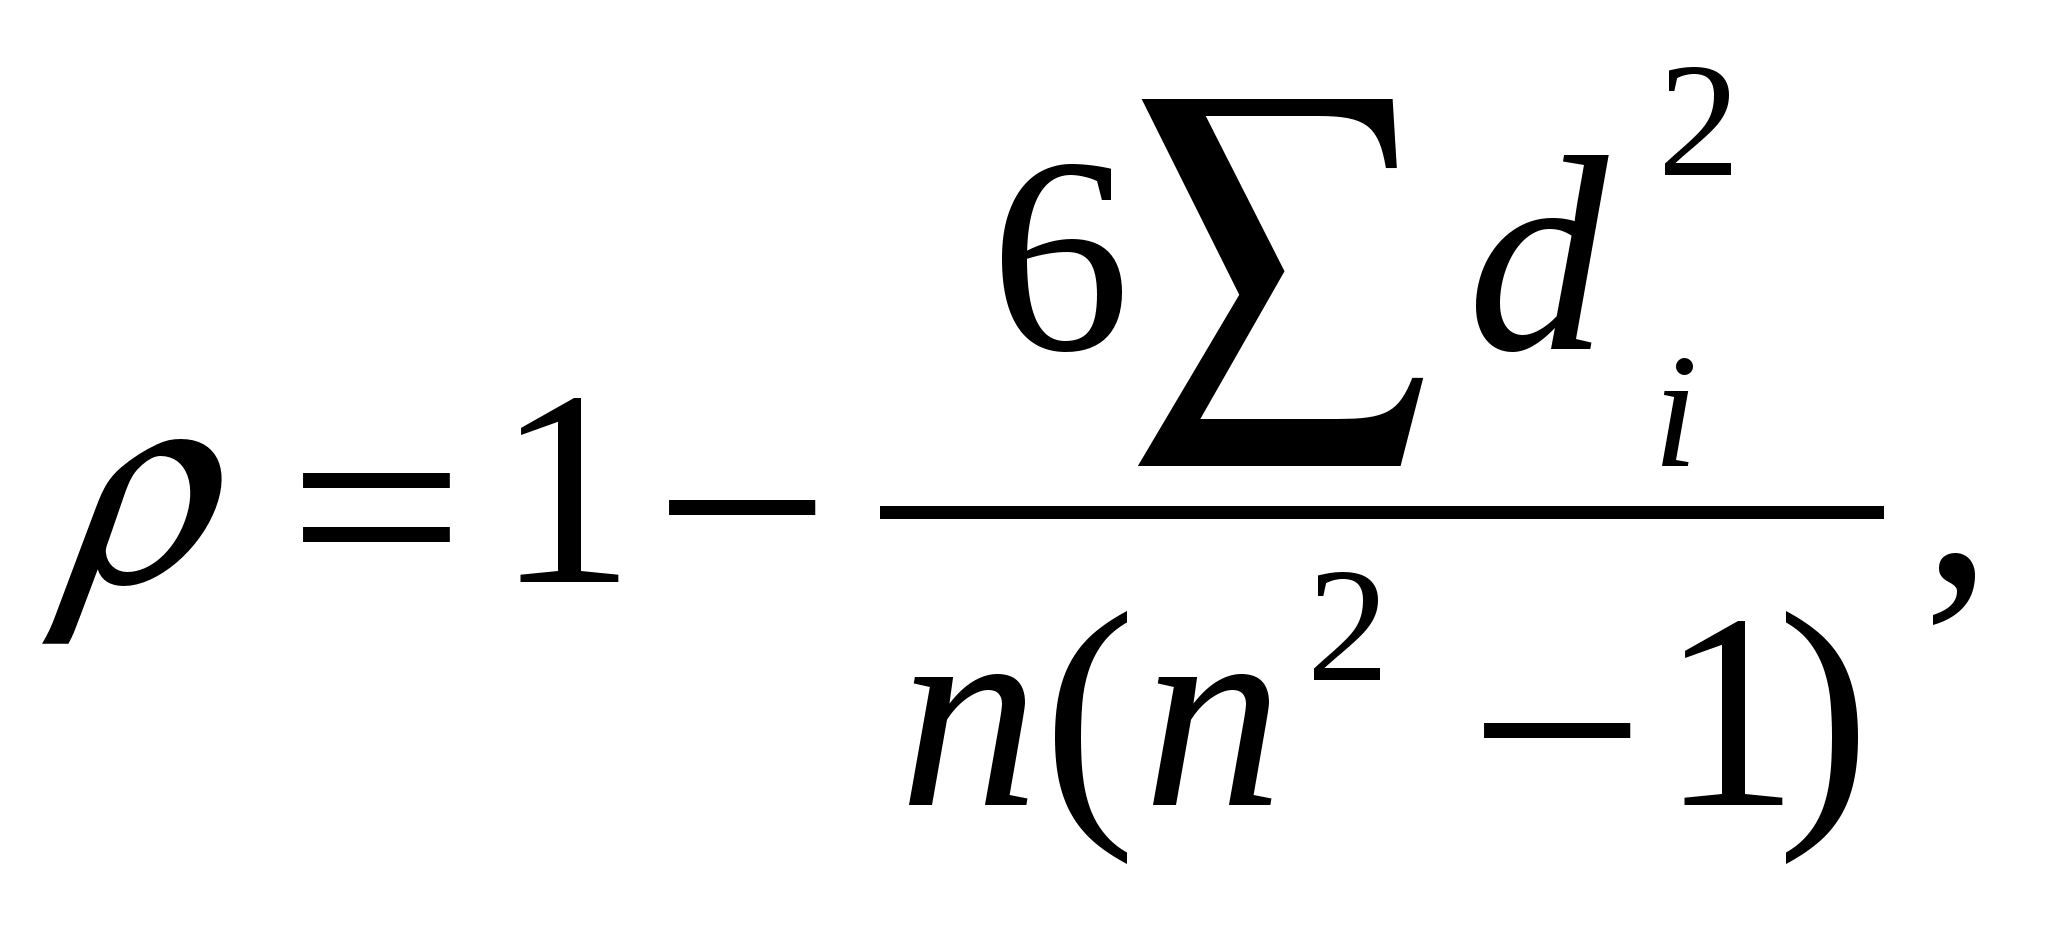 ρ = 1 − 6∑d_i^2 / n(n^2 − 1),